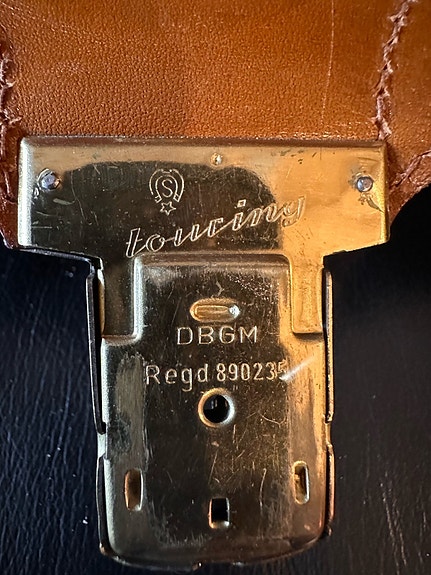 S
touring
DBGM
Regd 890235